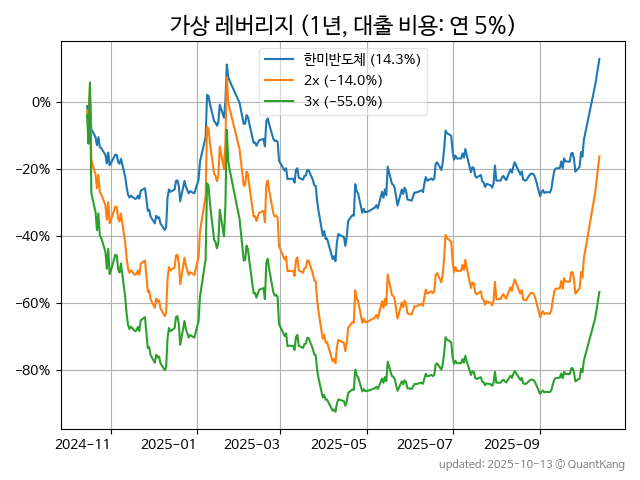 가상 레버리지 (1년, 대출 비용: 연 5%)
한미반도체 (14.3%)
2x (−14.0%)
3x (−55.0%)
0%
−20%
−40%
−60%
−80%
2024-11 2025-01 2025-03 2025-05 2025-07 2025-09
updated: 2025-10-13 ⓒ QuantKang